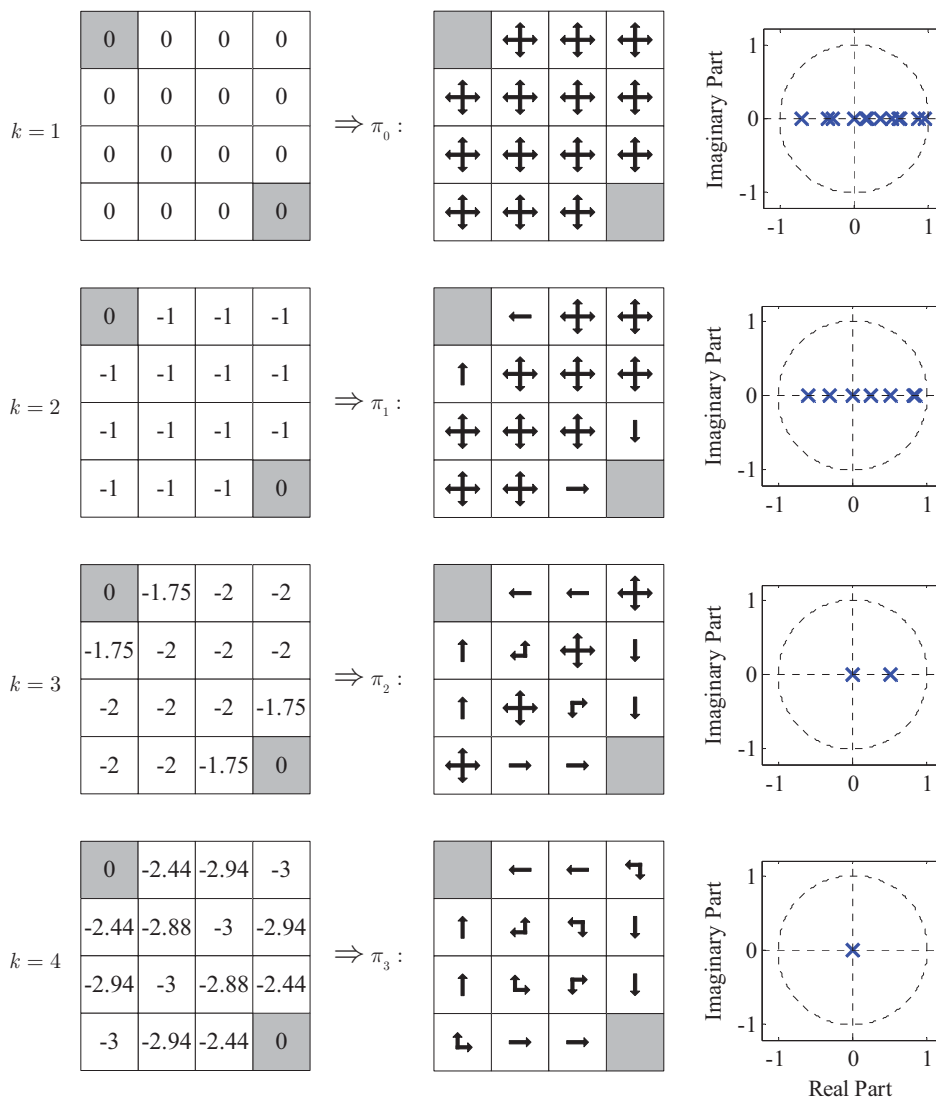 0 0 0 0
0 0 0 0
k = 1 ⇒ π₀ :
0 0 0 0
0 0 0 0
Imaginary Part
1
0
-1
-1 0 1
0 -1 -1 -1
-1 -1 -1 -1
k = 2 ⇒ π₁ :
-1 -1 -1 -1
-1 -1 -1 0
Imaginary Part
1
0
-1
-1 0 1
0 -1.75 -2 -2
-1.75 -2 -2 -2
k = 3 ⇒ π₂ :
-2 -2 -2 -1.75
-2 -2 -1.75 0
Imaginary Part
1
0
-1
-1 0 1
0 -2.44 -2.94 -3
-2.44 -2.88 -3 -2.94
k = 4 ⇒ π₃ :
-2.94 -3 -2.88 -2.44
-3 -2.94 -2.44 0
Imaginary Part
1
0
-1
-1 0 1
Real Part